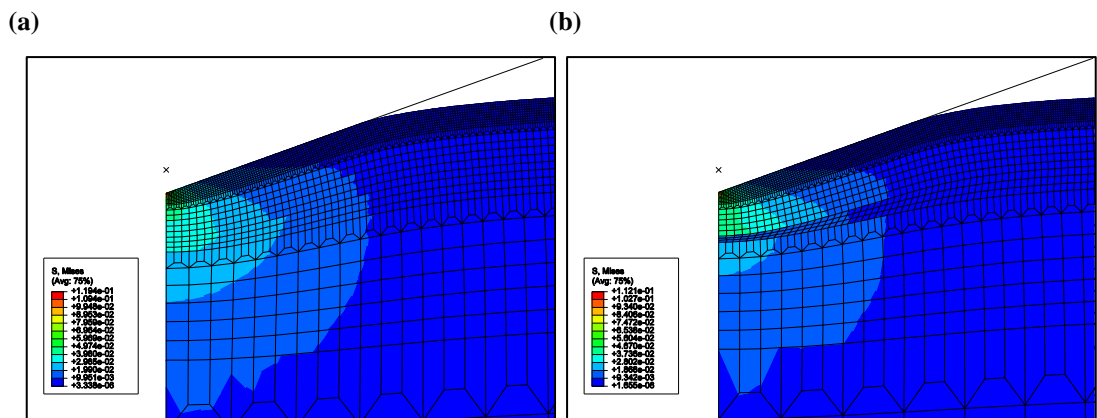 (a)
(b)
S, Mises
(Avg: 75%)
+1.194e-01
+1.094e-01
+9.948e-02
+8.953e-02
+7.959e-02
+6.964e-02
+5.969e-02
+4.974e-02
+3.980e-02
+2.985e-02
+1.990e-02
+9.951e-03
+3.338e-06
S, Mises
(Avg: 75%)
+1.121e-01
+1.027e-01
+9.340e-02
+8.406e-02
+7.472e-02
+6.538e-02
+5.604e-02
+4.670e-02
+3.736e-02
+2.802e-02
+1.868e-02
+9.342e-03
+1.855e-06